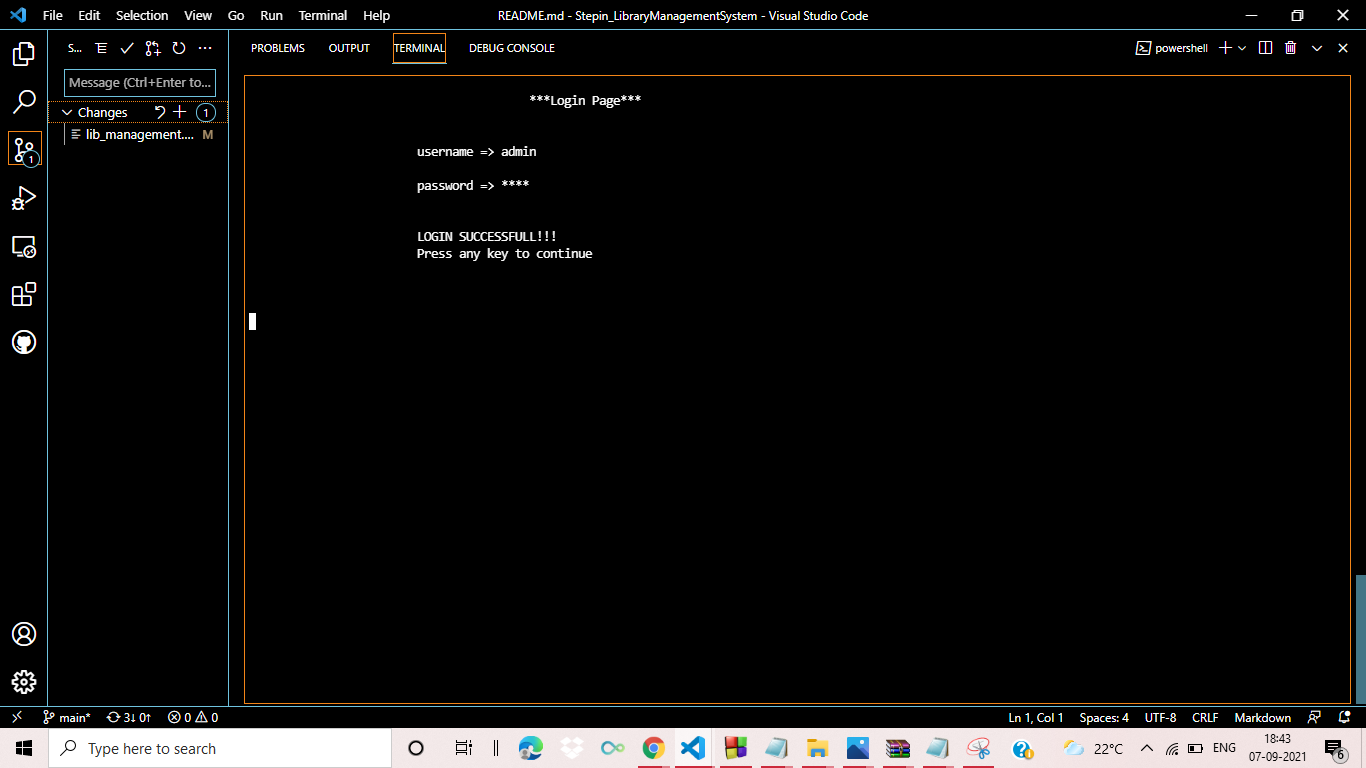 File Edit Selection View Go Run Terminal Help
README.md - Stepin_LibraryManagementSystem - Visual Studio Code
S...
PROBLEMS OUTPUT TERMINAL DEBUG CONSOLE
powershell
Message (Ctrl+Enter to...
Changes 1
lib_management.... M
1
***Login Page***
username => admin
password => ****
LOGIN SUCCESSFULL!!!
Press any key to continue
main* 3↓ 0↑ 0 0
Ln 1, Col 1 Spaces: 4 UTF-8 CRLF Markdown
Type here to search
22°C ENG
18:43
07-09-2021
6